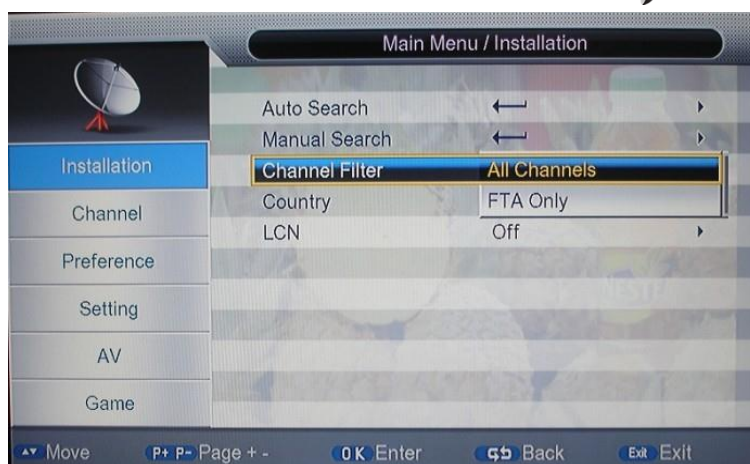 Main Menu / Installation
Auto Search
Manual Search
Channel Filter All Channels
Country FTA Only
LCN Off
Installation
Channel
Preference
Setting
AV
Game
Move P+ P- Page + - OK Enter Back Exit Exit